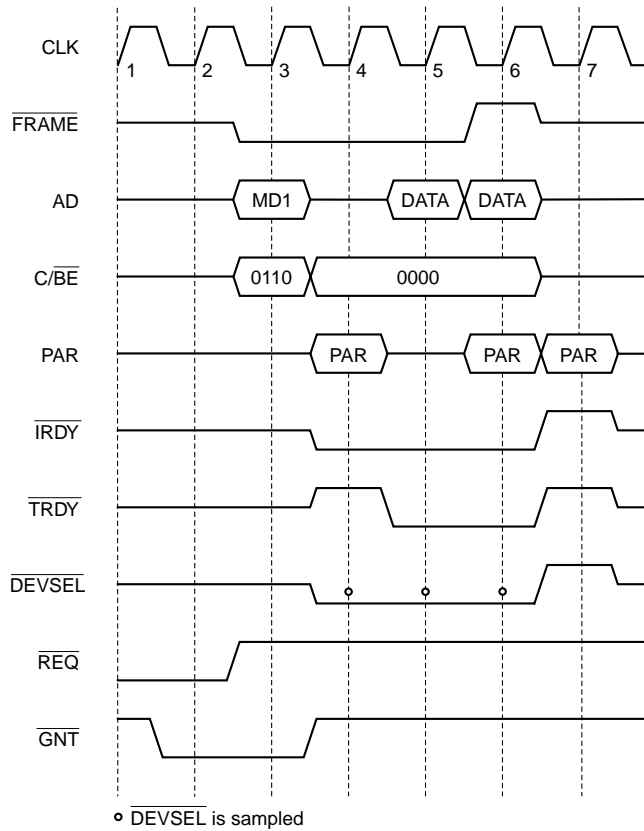 CLK
1 2 3 4 5 6 7
FRAME
AD
MD1 DATA DATA
C/BE
0110 0000
PAR
PAR PAR PAR
IRDY
TRDY
DEVSEL
REQ
GNT
DEVSEL is sampled